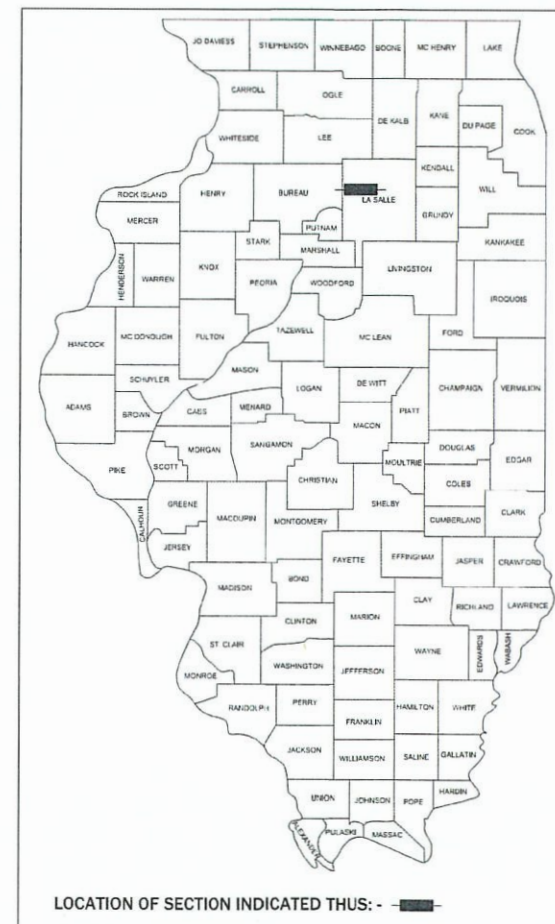 JO DAVIESS STEPHENSON WINNEBAGO BOONE MC HENRY LAKE
CARROLL OGLE DE KALB KANE DU PAGE COOK
WHITESIDE LEE KENDALL WILL
ROCK ISLAND HENRY BUREAU LA SALLE GRUNDY
MERCER PUTNAM KANKAKEE
STARK MARSHALL LIVINGSTON
HENDERSON WARREN KNOX PEORIA WOODFORD IROQUOIS
HANCOCK MC DONOUGH FULTON TAZEWELL MC LEAN FORD
SCHUYLER MASON LOGAN DE WITT CHAMPAIGN VERMILION
ADAMS BROWN CASS MENARD MACON PIATT
PIKE SCOTT MORGAN SANGAMON CHRISTIAN MOULTRIE DOUGLAS EDGAR
COLES
CALHOUN GREENE MACOUPIN MONTGOMERY SHELBY CUMBERLAND CLARK
JERSEY FAYETTE EFFINGHAM JASPER CRAWFORD
MADISON BOND CLAY RICHLAND LAWRENCE
CLINTON MARION
ST. CLAIR WASHINGTON JEFFERSON WAYNE EDWARDS WABASH
MONROE
RANDOLPH PERRY FRANKLIN HAMILTON WHITE
JACKSON WILLIAMSON SALINE GALLATIN
UNION JOHNSON POPE HARDIN
ALEXANDER PULASKI MASSAC
LOCATION OF SECTION INDICATED THUS: -